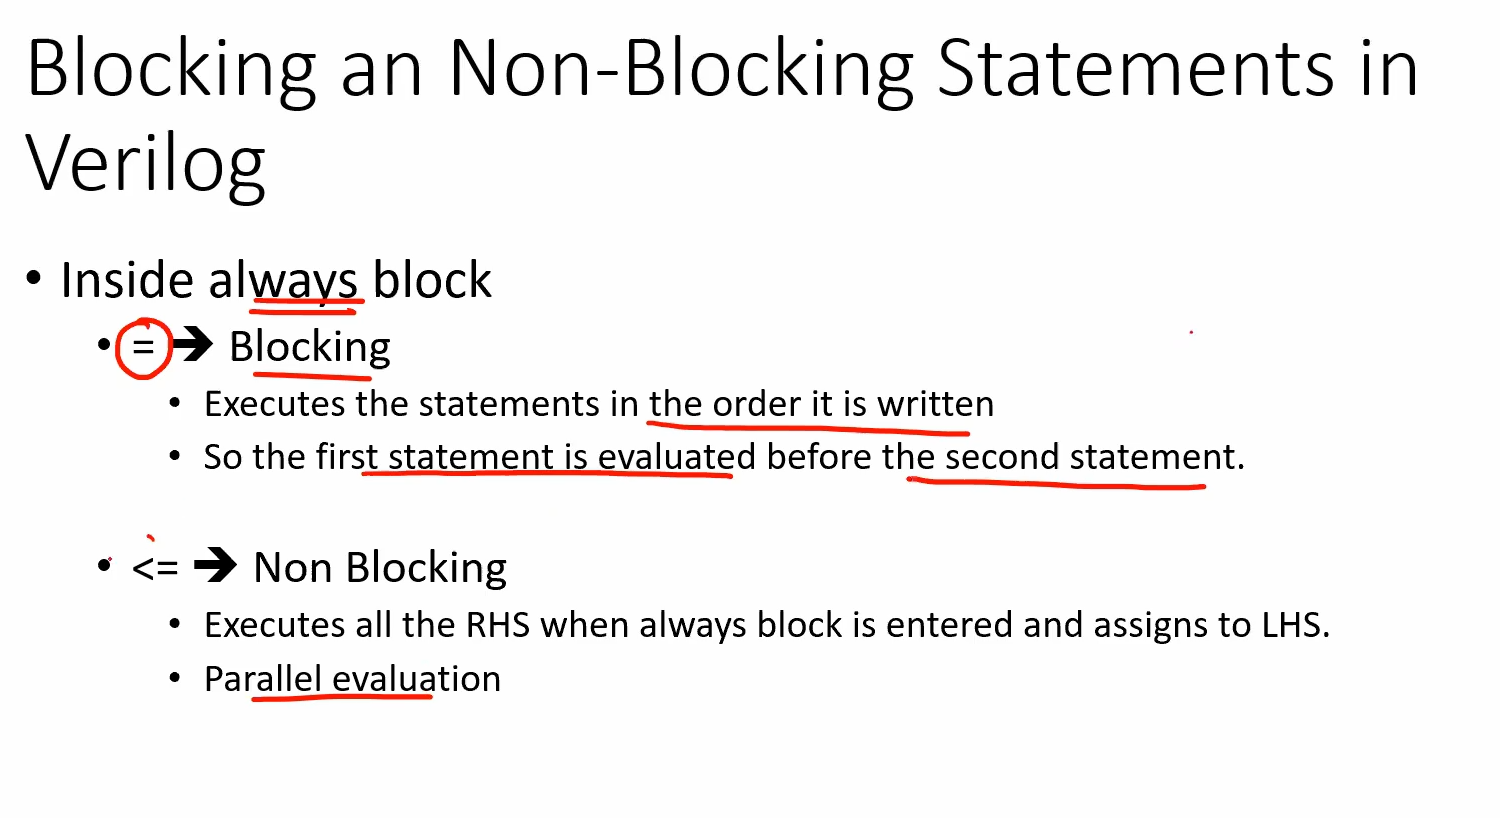 Blocking an Non-Blocking Statements in
Verilog
• Inside always block
• = → Blocking
• Executes the statements in the order it is written
• So the first statement is evaluated before the second statement.
• <= → Non Blocking
• Executes all the RHS when always block is entered and assigns to LHS.
• Parallel evaluation